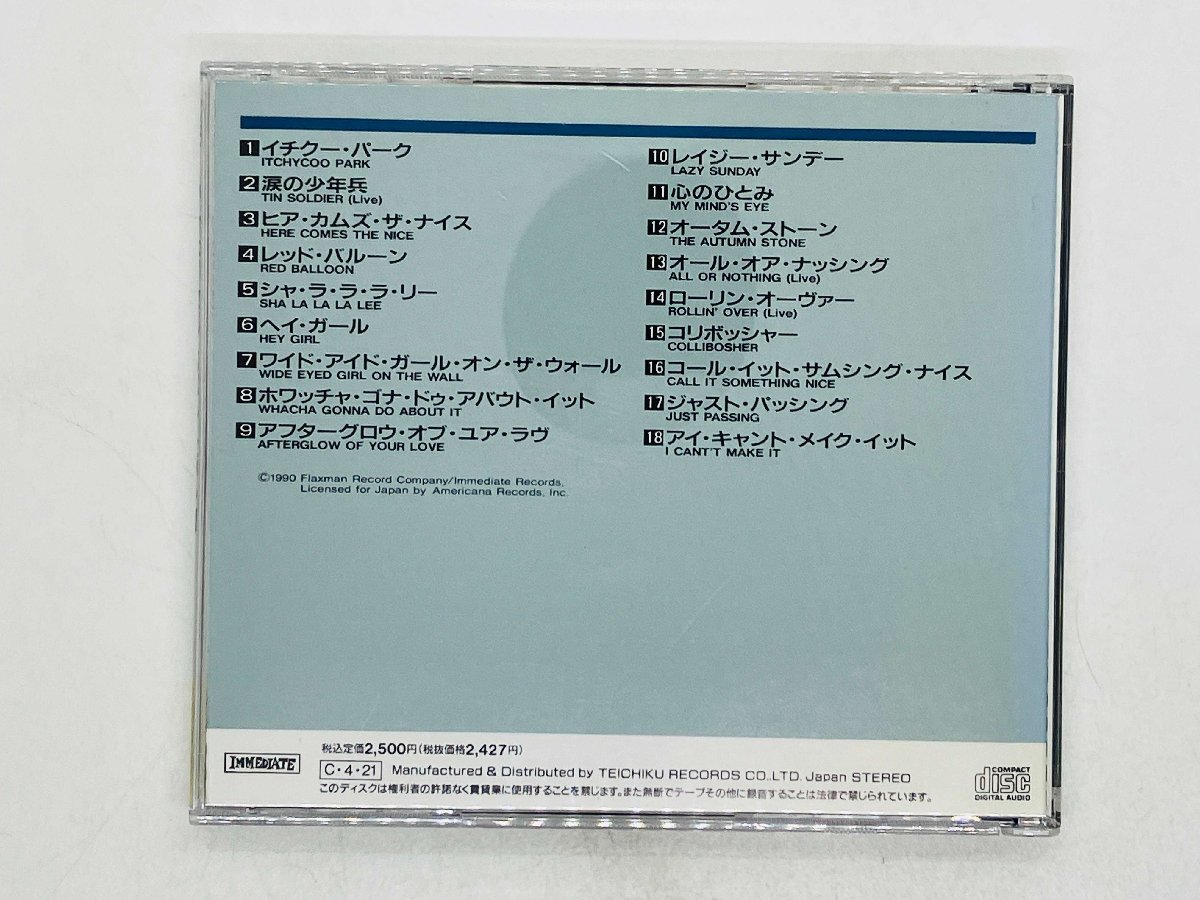 1 イチクー・パーク
ITCHYCOO PARK
2 涙の少年兵
TIN SOLDIER (Live)
3 ヒア・カムズ・ザ・ナイス
HERE COMES THE NICE
4 レッド・バルーン
RED BALLOON
5 シャ・ラ・ラ・ラ・リー
SHA LA LA LA LEE
6 ヘイ・ガール
HEY GIRL
7 ワイド・アイド・ガール・オン・ザ・ウォール
WIDE EYED GIRL ON THE WALL
8 ホワッチャ・ゴナ・ドゥ・アバウト・イット
WHACHA GONNA DO ABOUT IT
9 アフターグロウ・オブ・ユア・ラヴ
AFTERGLOW OF YOUR LOVE
10 レイジー・サンデー
LAZY SUNDAY
11 心のひとみ
MY MIND'S EYE
12 オータム・ストーン
THE AUTUMN STONE
13 オール・オア・ナッシング
ALL OR NOTHING (Live)
14 ローリン・オーヴァー
ROLLIN' OVER (Live)
15 コリボッシャー
COLLIBOSHER
16 コール・イット・サムシング・ナイス
CALL IT SOMETHING NICE
17 ジャスト・パッシング
JUST PASSING
18 アイ・キャント・メイク・イット
I CANT'T MAKE IT
©1990 Flaxman Record Company/Immediate Records.
Licensed for Japan by Americana Records, Inc.
IMMEDIATE
税込定価2,500円(税抜価格2,427円)
C・4・21 Manufactured & Distributed by TEICHIKU RECORDS CO.,LTD. Japan STEREO
このディスクは権利者の許諾なく賃貸業に使用することを禁じます。また無断でテープその他に録音することは法律で禁じられています。
COMPACT
disc
DIGITAL AUDIO